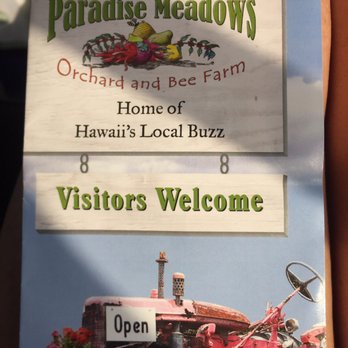 Paradise Meadows
Orchard and Bee Farm
Home of
Hawaii's Local Buzz
Visitors Welcome
Open